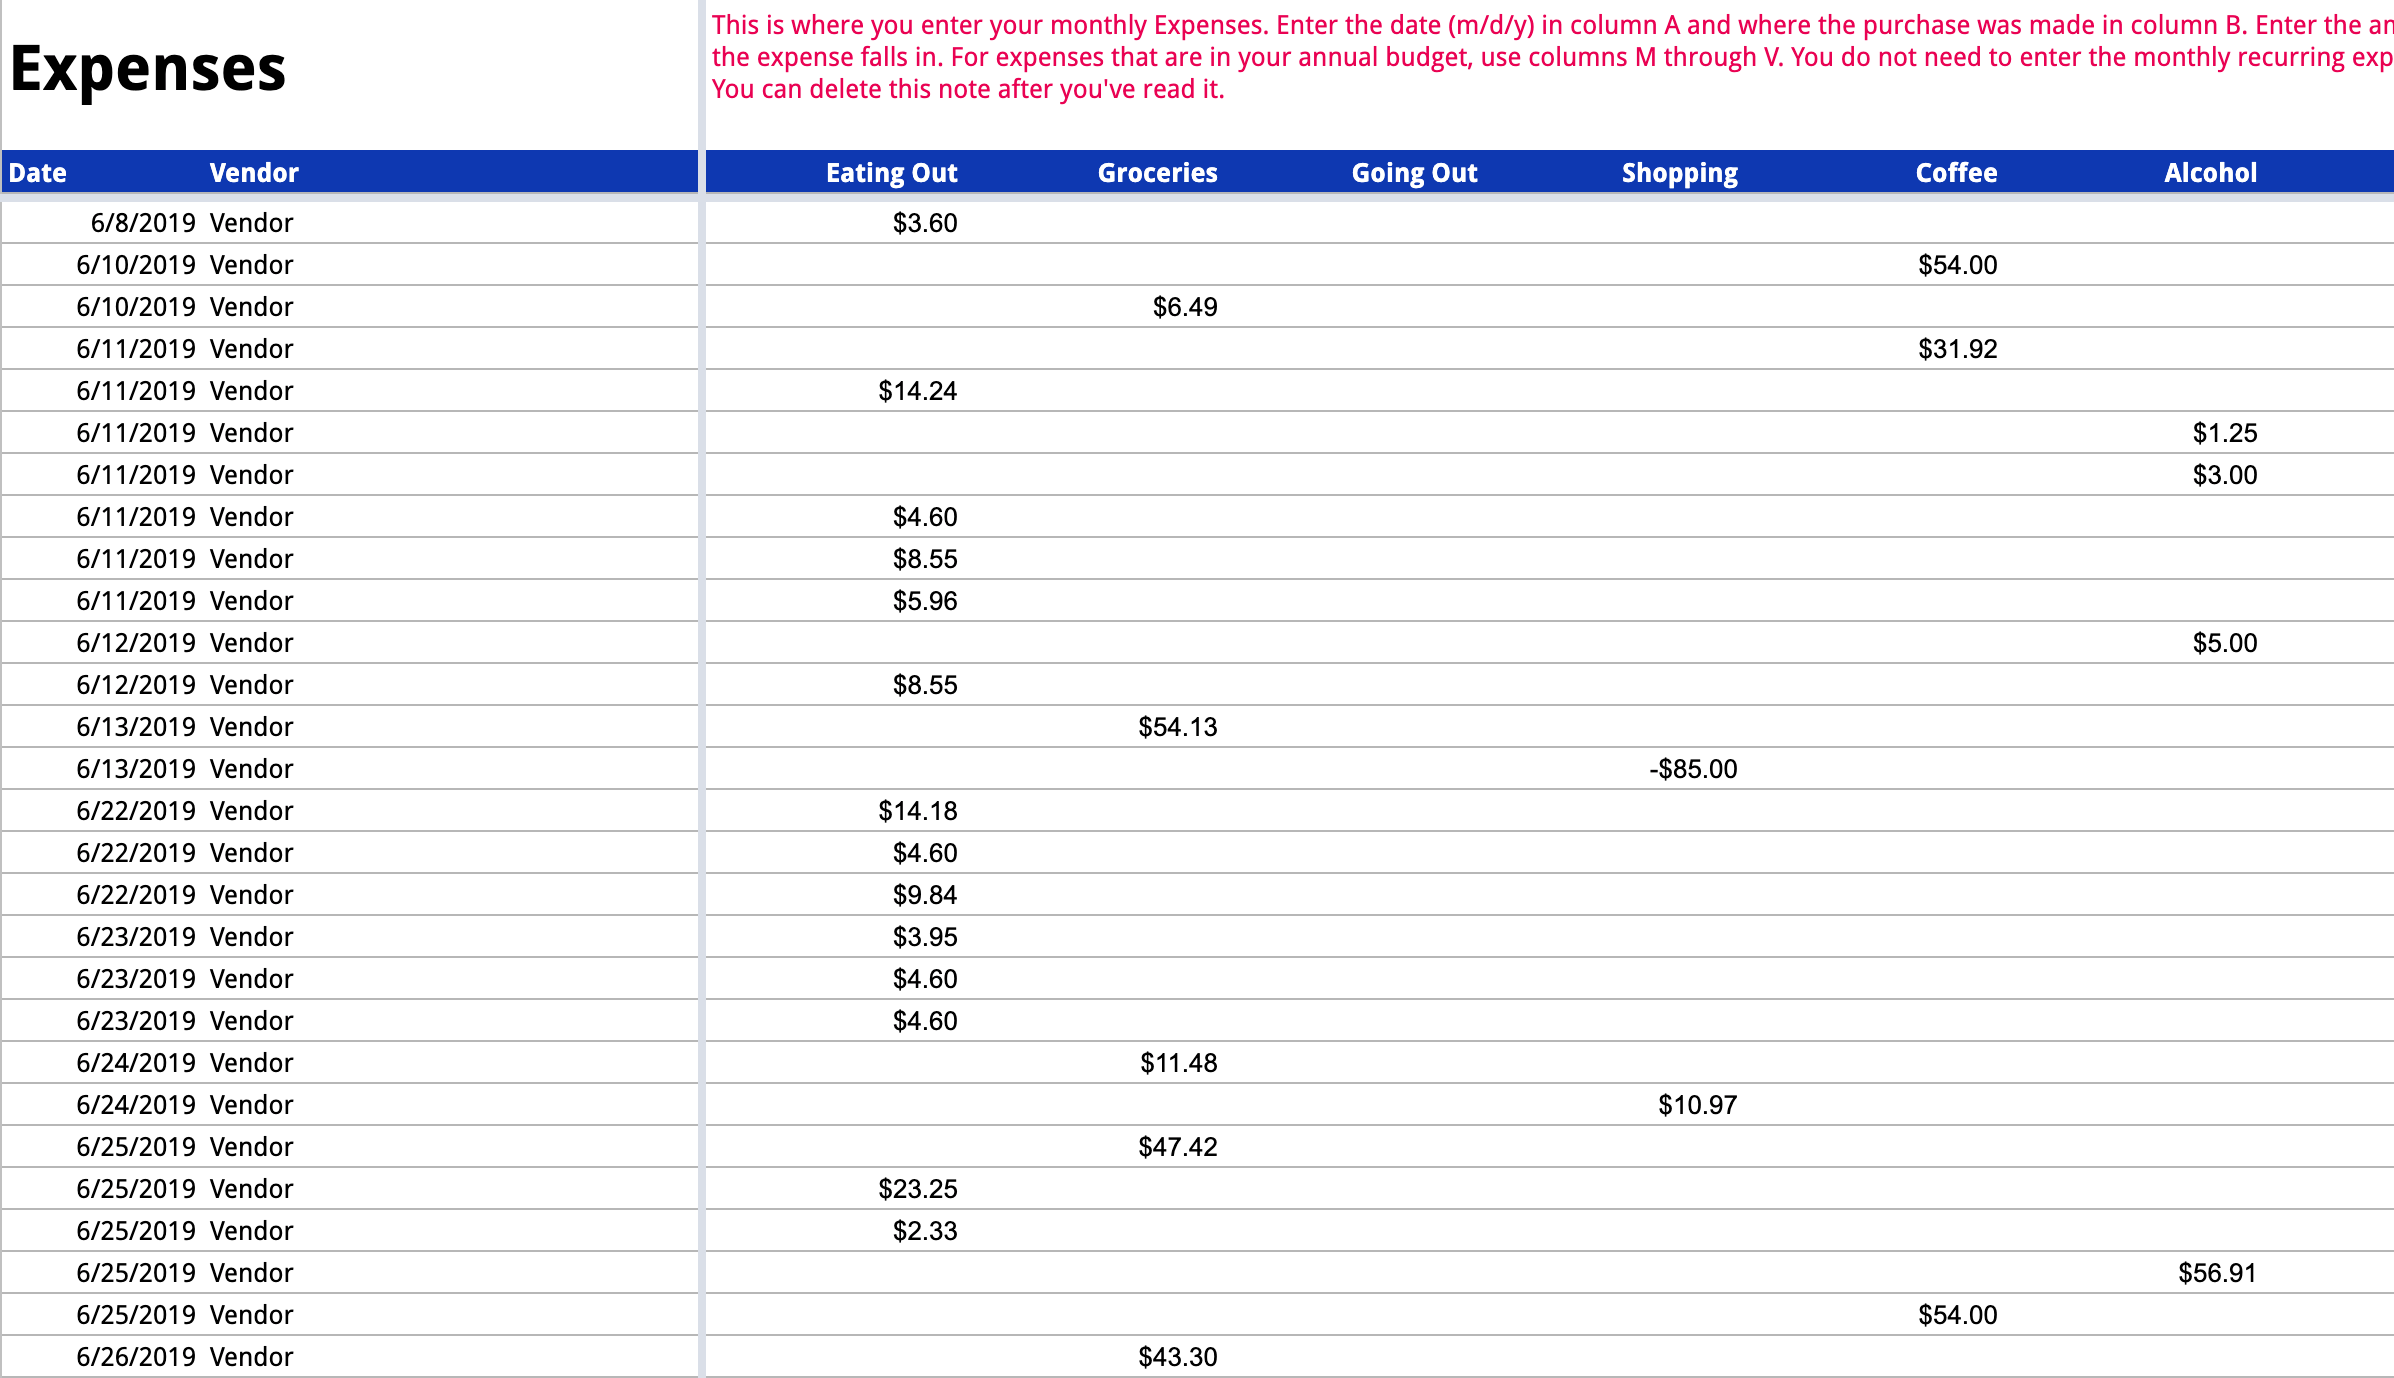 Expenses
This is where you enter your monthly Expenses. Enter the date (m/d/y) in column A and where the purchase was made in column B. Enter the
the expense falls in. For expenses that are in your annual budget, use columns M through V. You do not need to enter the monthly recurring
You can delete this note after you've read it.
Date Vendor Eating Out Groceries Going Out Shopping Coffee Alcohol
6/8/2019 Vendor $3.60
6/10/2019 Vendor $54.00
6/10/2019 Vendor $6.49
6/11/2019 Vendor $31.92
6/11/2019 Vendor $14.24
6/11/2019 Vendor $1.25
6/11/2019 Vendor $3.00
6/11/2019 Vendor $4.60
6/11/2019 Vendor $8.55
6/11/2019 Vendor $5.96
6/12/2019 Vendor $5.00
6/12/2019 Vendor $8.55
6/13/2019 Vendor $54.13
6/13/2019 Vendor -$85.00
6/22/2019 Vendor $14.18
6/22/2019 Vendor $4.60
6/22/2019 Vendor $9.84
6/23/2019 Vendor $3.95
6/23/2019 Vendor $4.60
6/23/2019 Vendor $4.60
6/24/2019 Vendor $11.48
6/24/2019 Vendor $10.97
6/25/2019 Vendor $47.42
6/25/2019 Vendor $23.25
6/25/2019 Vendor $2.33
6/25/2019 Vendor $56.91
6/25/2019 Vendor $54.00
6/26/2019 Vendor $43.30